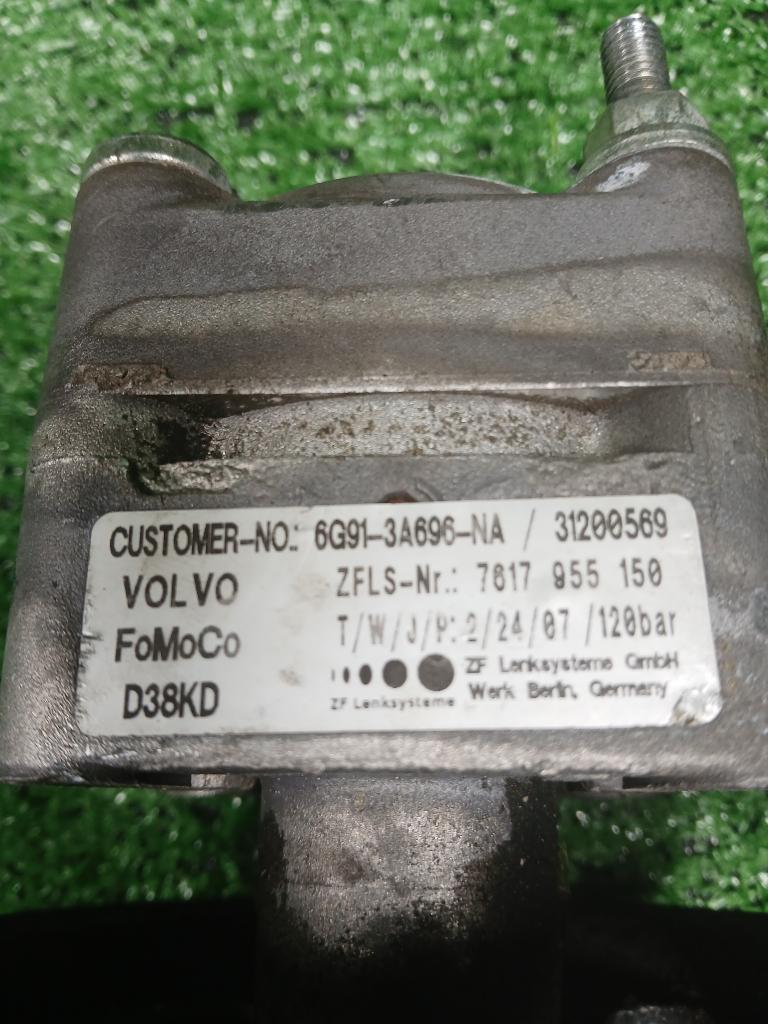 CUSTOMER-NO.: 6G91-3A696-NA / 31200569
VOLVO ZFLS-Nr.: 7617 955 150
FoMoCo T/W/J/P: 2/24/07 /120bar
D38KD ZF Lenksysteme ZF Lenksysteme GmbH
Werk Berlin, Germany